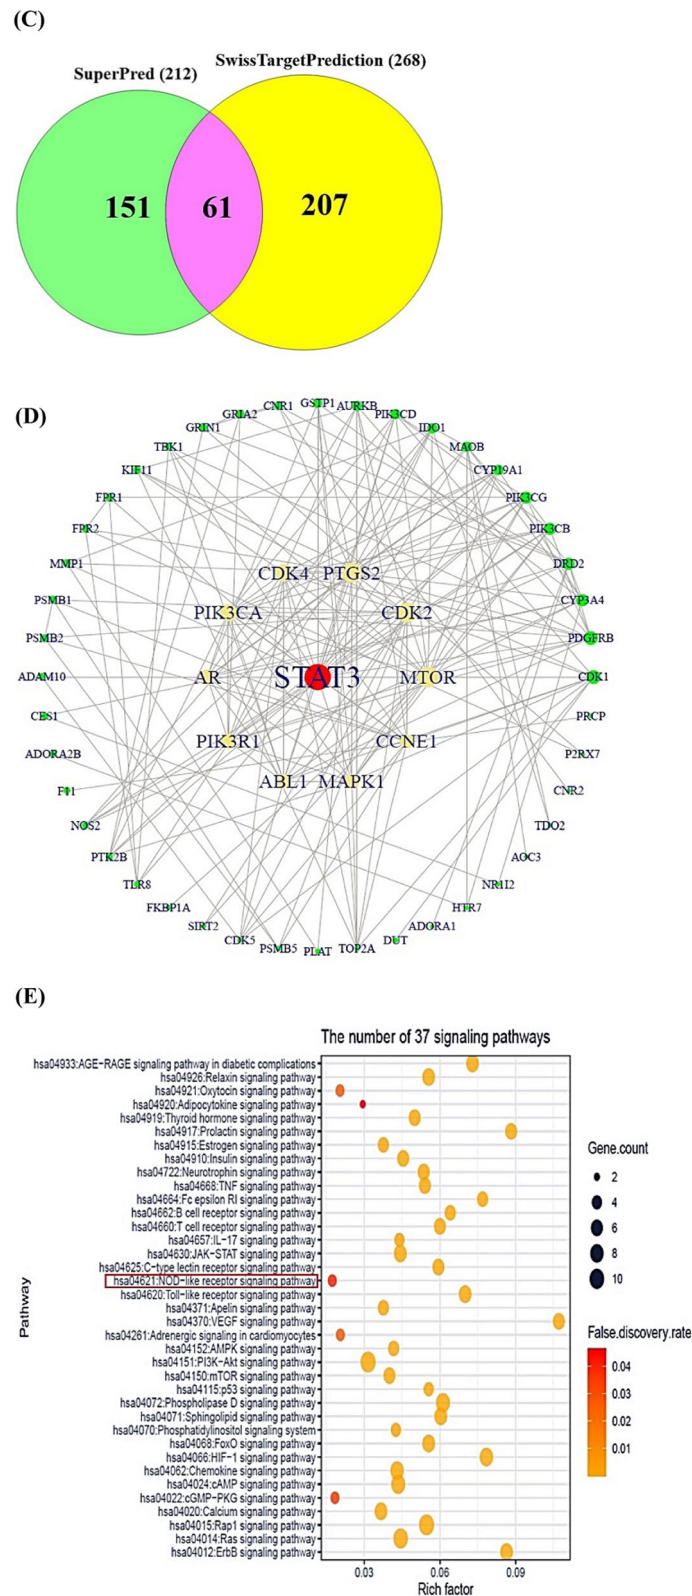 (C)
SuperPred (212)
SwissTargetPrediction (268)
151
61
207
(D)
CNR1
GSTP1
AURKB
GRIA2
PIK3CD
GRIN1
IDO1
TBK1
MAOB
KIF11
CYP19A1
FPR1
PIK3CG
FPR2
PIK3CB
MMP1
DRD2
CDK4
PTGS2
PSMB1
CYP3A4
PIK3CA
CDK2
PSMB2
PDGFRB
ADAM10
AR
STAT3
MTOR
CDK1
CES1
PRCP
PIK3R1
CCNE1
ADORA2B
P2RX7
ABL1
MAPK1
F11
CNR2
NOS2
TDO2
PTK2B
AOC3
TLR8
NR1I2
FKBP1A
HTR7
SIRT2
ADORA1
CDK5
PSMB5
PLAT
TOP2A
DUT
(E)
The number of 37 signaling pathways
hsa04933:AGE-RAGE signaling pathway in diabetic complications
hsa04926:Relaxin signaling pathway
hsa04921:Oxytocin signaling pathway
hsa04920:Adipocytokine signaling pathway
hsa04919:Thyroid hormone signaling pathway
hsa04917:Prolactin signaling pathway
hsa04915:Estrogen signaling pathway
hsa04910:Insulin signaling pathway
hsa04722:Neurotrophin signaling pathway
hsa04668:TNF signaling pathway
hsa04664:Fc epsilon RI signaling pathway
hsa04662:B cell receptor signaling pathway
hsa04660:T cell receptor signaling pathway
hsa04657:IL-17 signaling pathway
hsa04630:JAK-STAT signaling pathway
hsa04625:C-type lectin receptor signaling pathway
hsa04621:NOD-like receptor signaling pathway
hsa04620:Toll-like receptor signaling pathway
hsa04371:Apelin signaling pathway
hsa04370:VEGF signaling pathway
hsa04261:Adrenergic signaling in cardiomyocytes
hsa04152:AMPK signaling pathway
hsa04151:PI3K-Akt signaling pathway
hsa04150:mTOR signaling pathway
hsa04115:p53 signaling pathway
hsa04072:Phospholipase D signaling pathway
hsa04071:Sphingolipid signaling pathway
hsa04070:Phosphatidylinositol signaling system
hsa04068:FoxO signaling pathway
hsa04066:HIF-1 signaling pathway
hsa04062:Chemokine signaling pathway
hsa04024:cAMP signaling pathway
hsa04022:cGMP-PKG signaling pathway
hsa04020:Calcium signaling pathway
hsa04015:Rap1 signaling pathway
hsa04014:Ras signaling pathway
hsa04012:ErbB signaling pathway
Pathway
0.03
0.06
0.09
Rich factor
Gene.count
2
4
6
8
10
False.discovery.rate
0.04
0.03
0.02
0.01